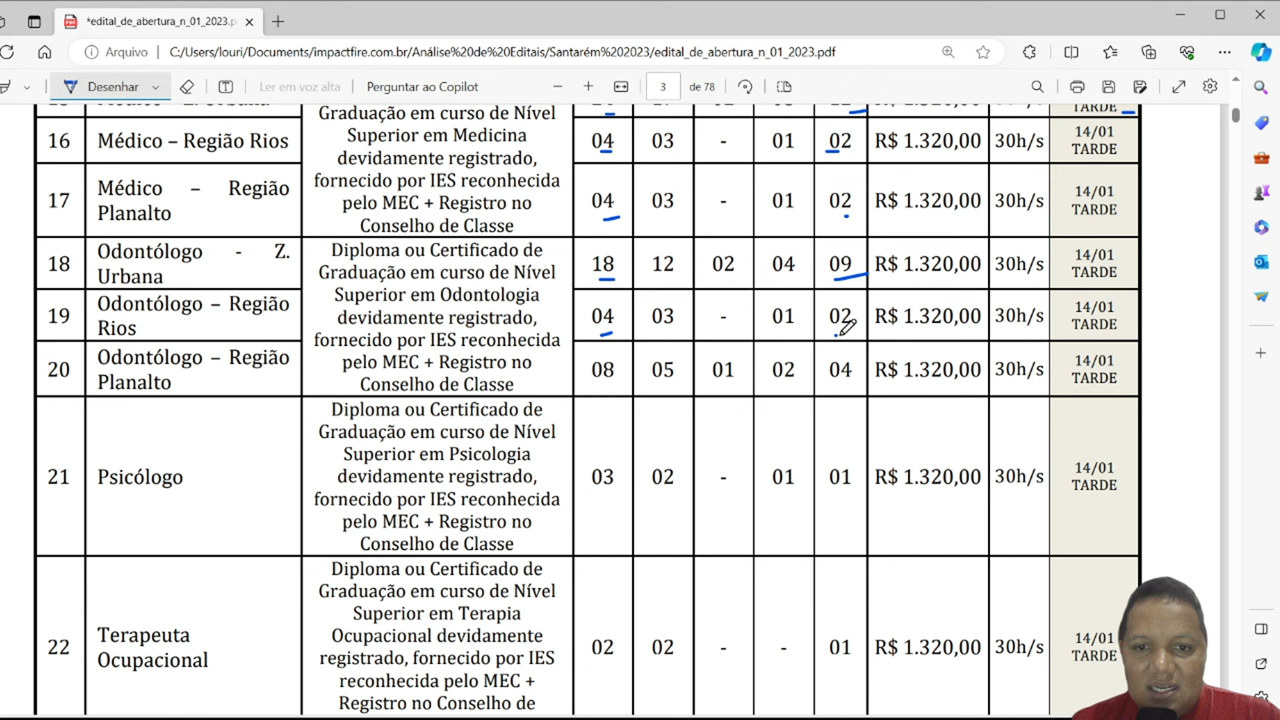 *edital_de_abertura_n_01_2023.p
Arquivo
C:/Users/louri/Documents/impactfire.com.br/Análise%20de%20Editais/Santarém%202023/edital_de_abertura_n_01_2023.pdf
Desenhar
Ler em voz alta
Perguntar ao Copilot
3
de 78
Graduação em curso de Nível
Superior em Medicina
devidamente registrado,
fornecido por IES reconhecida
pelo MEC + Registro no
Conselho de Classe
TARDE
16 Médico – Região Rios 04 03 - 01 02 R$ 1.320,00 30h/s 14/01
TARDE
17 Médico – Região
Planalto
04 03 - 01 02 R$ 1.320,00 30h/s 14/01
TARDE
18 Odontólogo - Z.
Urbana
Diploma ou Certificado de
Graduação em curso de Nível
Superior em Odontologia
devidamente registrado,
fornecido por IES reconhecida
pelo MEC + Registro no
Conselho de Classe
18 12 02 04 09 R$ 1.320,00 30h/s 14/01
TARDE
19 Odontólogo – Região
Rios
04 03 - 01 02 R$ 1.320,00 30h/s 14/01
TARDE
20 Odontólogo – Região
Planalto
08 05 01 02 04 R$ 1.320,00 30h/s 14/01
TARDE
21 Psicólogo
Diploma ou Certificado de
Graduação em curso de Nível
Superior em Psicologia
devidamente registrado,
fornecido por IES reconhecida
pelo MEC + Registro no
Conselho de Classe
03 02 - 01 01 R$ 1.320,00 30h/s 14/01
TARDE
22 Terapeuta
Ocupacional
Diploma ou Certificado de
Graduação em curso de Nível
Superior em Terapia
Ocupacional devidamente
registrado, fornecido por IES
reconhecida pelo MEC +
Registro no Conselho de
02 02 - - 01 R$ 1.320,00 30h/s 14/01
TARDE